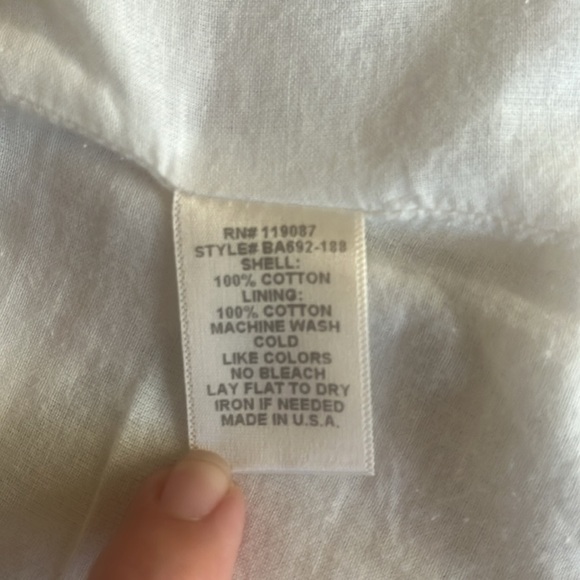 RN# 119087
STYLE# BA692-188
SHELL:
100% COTTON
LINING:
100% COTTON
MACHINE WASH
COLD
LIKE COLORS
NO BLEACH
LAY FLAT TO DRY
IRON IF NEEDED
MADE IN U.S.A.